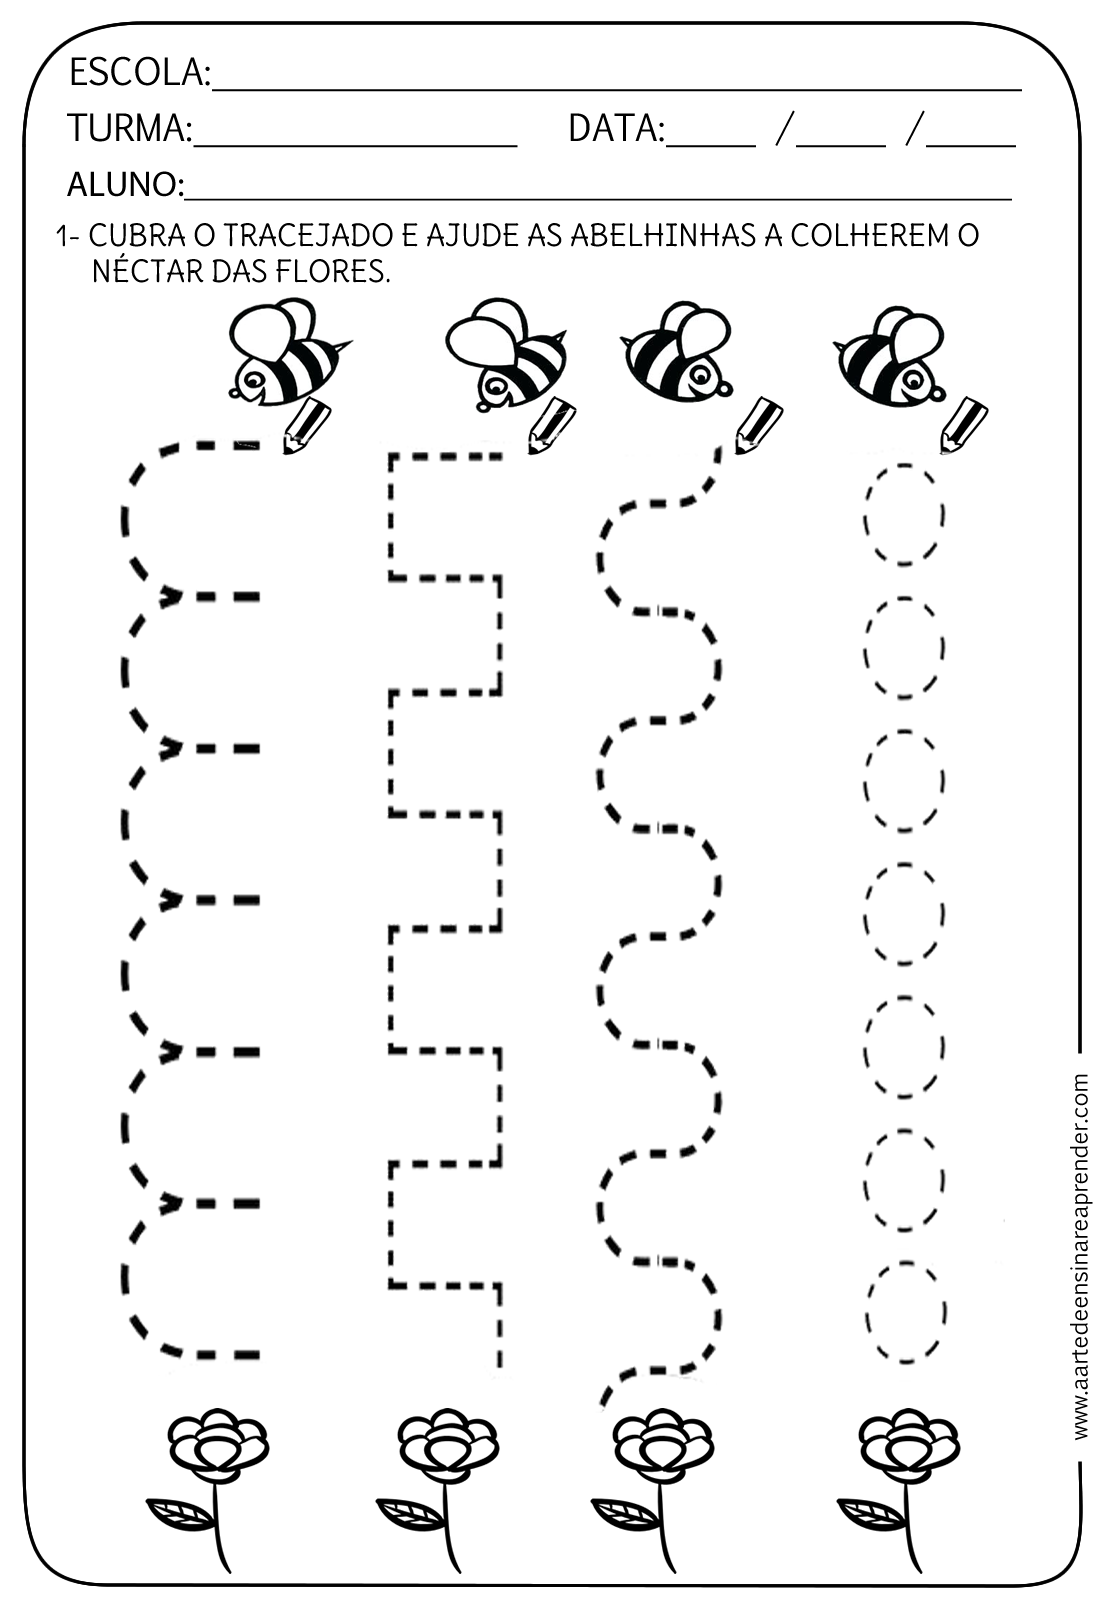 ESCOLA:
TURMA: DATA: / /
ALUNO:
1- CUBRA O TRACEJADO E AJUDE AS ABELHINHAS A COLHEREM O
NÉCTAR DAS FLORES.
www.aartedeensinareaprender.com